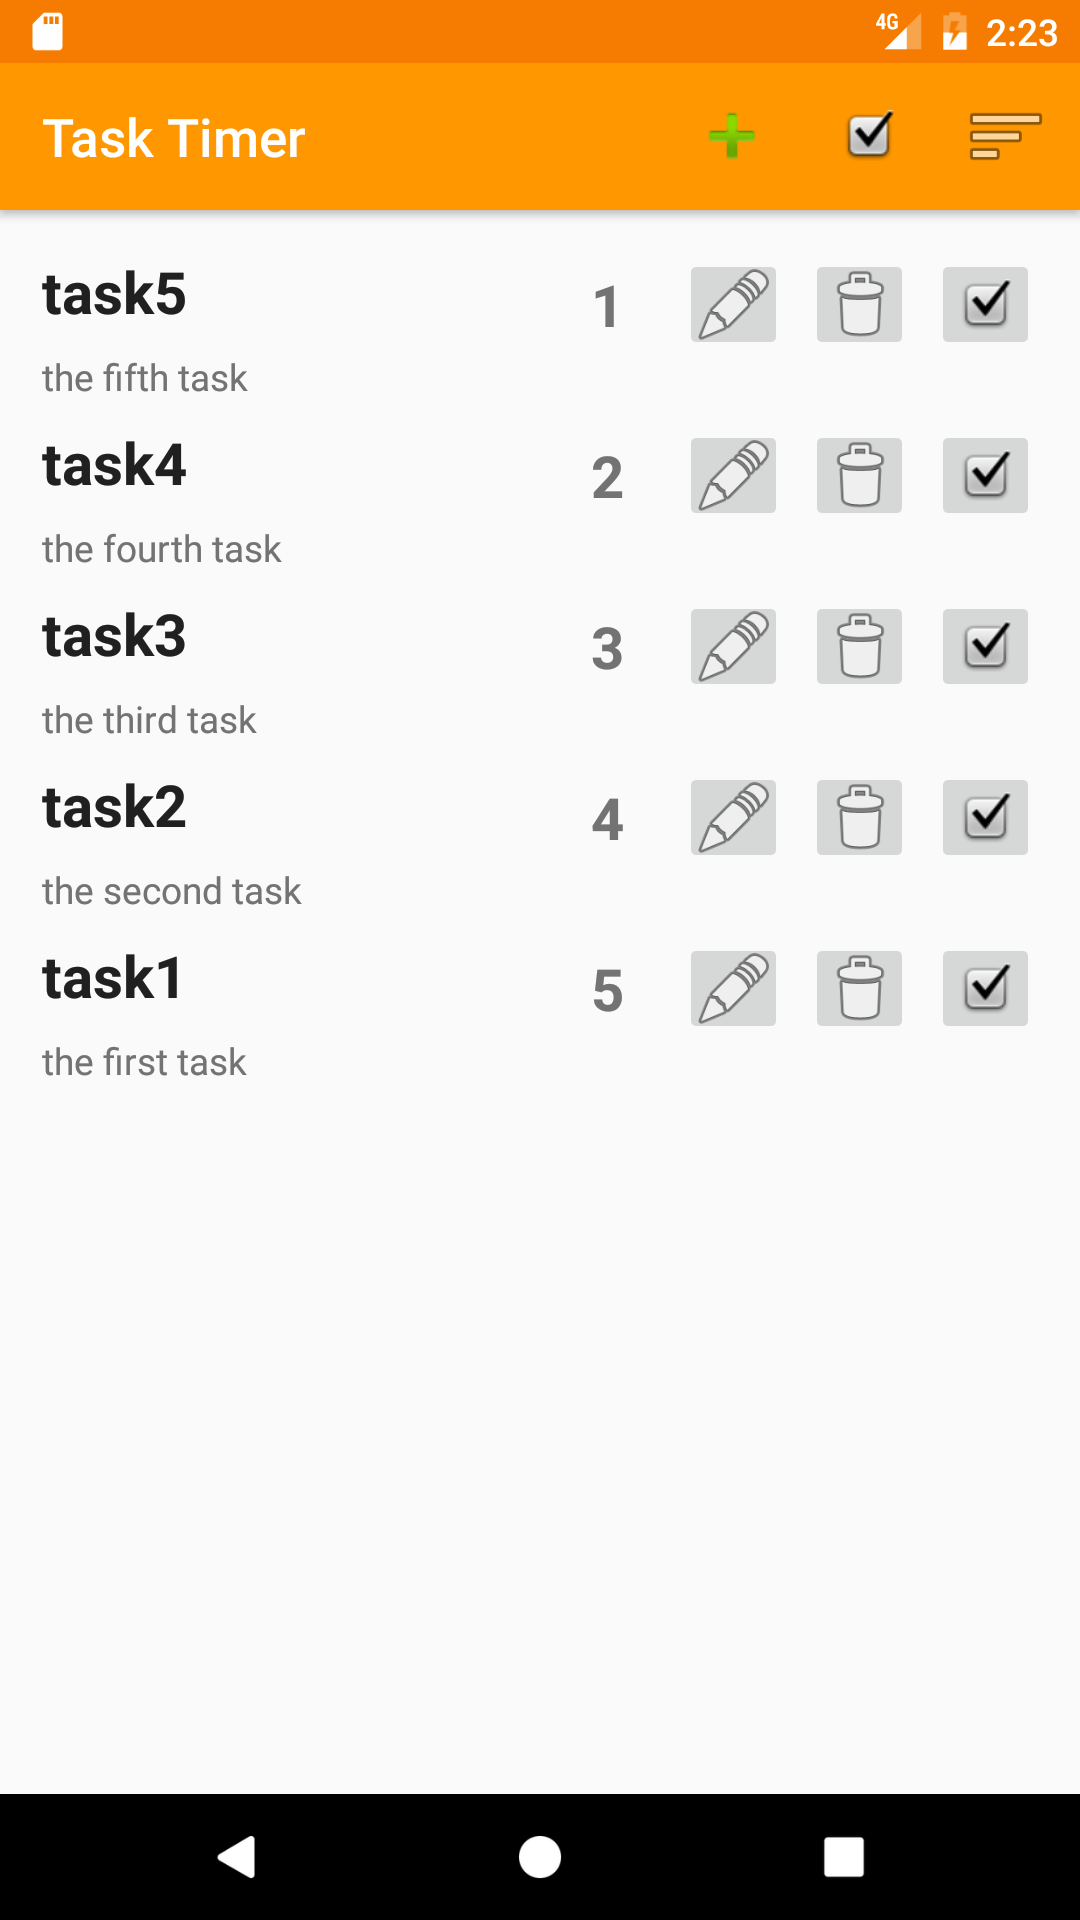 4G 2:23
Task Timer
task5 1
the fifth task
task4 2
the fourth task
task3 3
the third task
task2 4
the second task
task1 5
the first task